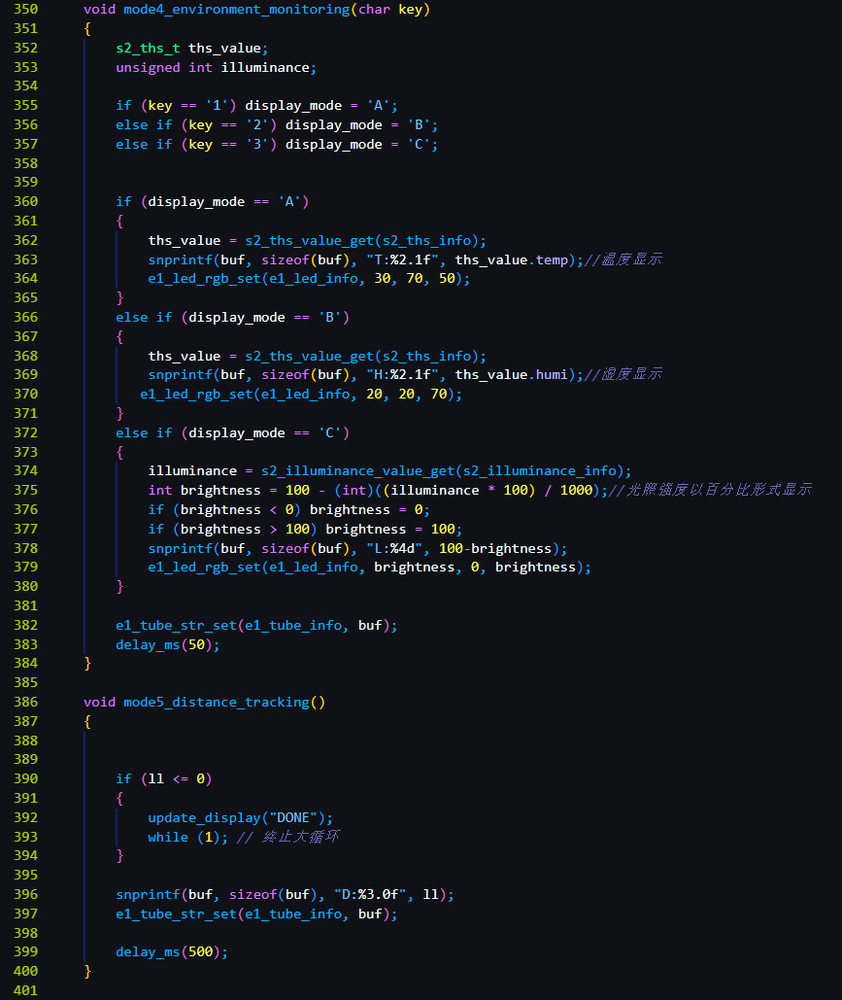 350 void mode4_environment_monitoring(char key)
351 {
352 s2_ths_t ths_value;
353 unsigned int illuminance;
354
355 if (key == '1') display_mode = 'A';
356 else if (key == '2') display_mode = 'B';
357 else if (key == '3') display_mode = 'C';
358
359
360 if (display_mode == 'A')
361 {
362 ths_value = s2_ths_value_get(s2_ths_info);
363 snprintf(buf, sizeof(buf), "T:%2.1f", ths_value.temp);//温度显示
364 e1_led_rgb_set(e1_led_info, 30, 70, 50);
365 }
366 else if (display_mode == 'B')
367 {
368 ths_value = s2_ths_value_get(s2_ths_info);
369 snprintf(buf, sizeof(buf), "H:%2.1f", ths_value.humi);//湿度显示
370 e1_led_rgb_set(e1_led_info, 20, 20, 70);
371 }
372 else if (display_mode == 'C')
373 {
374 illuminance = s2_illuminance_value_get(s2_illuminance_info);
375 int brightness = 100 - (int)((illuminance * 100) / 1000);//光照强度以百分比形式显示
376 if (brightness < 0) brightness = 0;
377 if (brightness > 100) brightness = 100;
378 snprintf(buf, sizeof(buf), "L:%4d", 100-brightness);
379 e1_led_rgb_set(e1_led_info, brightness, 0, brightness);
380 }
381
382 e1_tube_str_set(e1_tube_info, buf);
383 delay_ms(50);
384 }
385
386 void mode5_distance_tracking()
387 {
388
389
390 if (ll <= 0)
391 {
392 update_display("DONE");
393 while (1); // 终止大循环
394 }
395
396 snprintf(buf, sizeof(buf), "D:%3.0f", ll);
397 e1_tube_str_set(e1_tube_info, buf);
398
399 delay_ms(500);
400 }
401